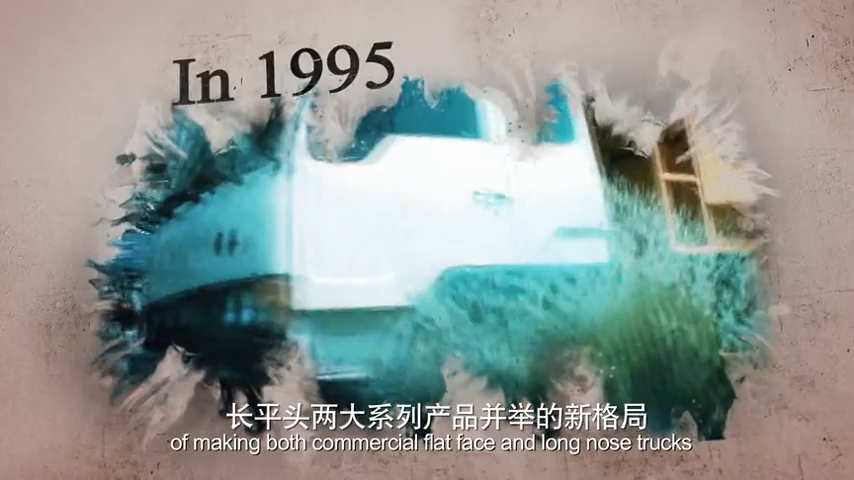 In 1995
长平头两大系列产品并举的新格局
of making both commercial flat face and long nose trucks